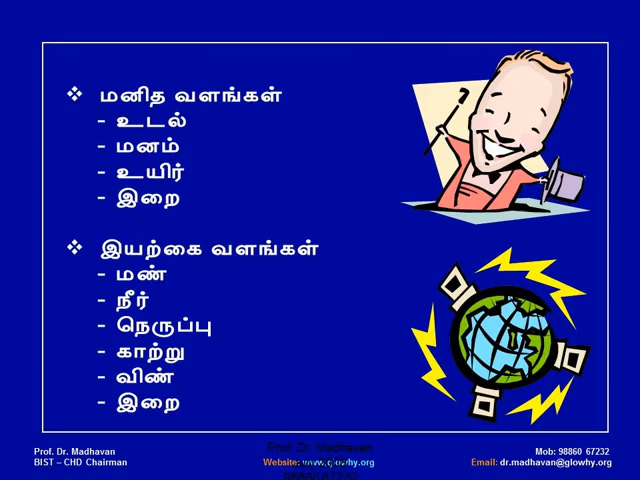 ❖ மனித வளங்கள்
- உடல்
- மனம்
- உயிர்
- இறை
❖ இயற்கை வளங்கள்
- மண்
- நீர்
- நெருப்பு
- காற்று
- விண்
- இறை
Prof. Dr. Madhavan
BIST – CHD Chairman
Prof. Dr. Madhavan
Website: www.glowhy.org
Mob: 98860 67232
Email: dr.madhavan@glowhy.org